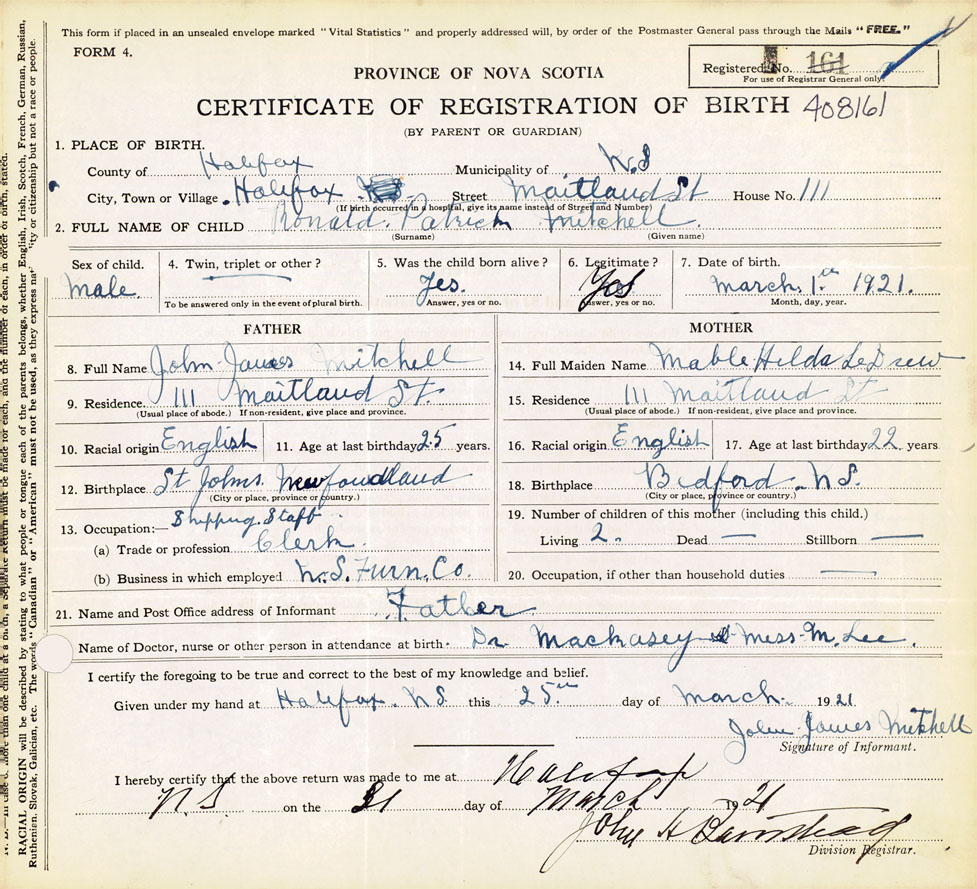 This form if placed in an unsealed envelope marked "Vital Statistics" and properly addressed will, by order of the Postmaster General pass through the Mails "FREE."
FORM 4.
Registered No. 161
For use of Registrar General only.
PROVINCE OF NOVA SCOTIA
CERTIFICATE OF REGISTRATION OF BIRTH 408161
(BY PARENT OR GUARDIAN)
1. PLACE OF BIRTH.
County of Halifax Municipality of N.S
City, Town or Village Halifax Street Maitland St House No. 111
(If birth occurred in a hospital, give its name instead of Street and Number)
2. FULL NAME OF CHILD Ronald Patrick Mitchell
(Surname) (Given name)
Sex of child. Male.
4. Twin, triplet or other?
To be answered only in the event of plural birth.
5. Was the child born alive? Yes.
Answer, yes or no.
6. Legitimate? Yes
Answer, yes or no.
7. Date of birth. March, 1st 1921.
Month, day, year.
FATHER
8. Full Name John James Mitchell
9. Residence 111 Maitland St.
(Usual place of abode.) If non-resident, give place and province.
10. Racial origin English 11. Age at last birthday 25 years.
12. Birthplace St Johns. Newfoundland
(City or place, province or country.)
13. Occupation:— Shipping. Staff
(a) Trade or profession Clerk.
(b) Business in which employed N.S. Furn. Co.
MOTHER
14. Full Maiden Name Mable Hilda LeDrew
15. Residence 111 Maitland St
(Usual place of abode.) If non-resident, give place and province.
16. Racial origin English 17. Age at last birthday 22 years
18. Birthplace Bedford. N.S.
(City or place, province or country.)
19. Number of children of this mother (including this child.)
Living 2. Dead — Stillborn —
20. Occupation, if other than household duties —
21. Name and Post Office address of Informant Father
Name of Doctor, nurse or other person in attendance at birth Dr Mackasey & Miss M. Lee.
I certify the foregoing to be true and correct to the best of my knowledge and belief.
Given under my hand at Halifax. N.S. this 25th day of March. 1921
John James Mitchell
Signature of Informant.
I hereby certify that the above return was made to me at Halifax
N.S on the 31 day of March 1921
John H
Division Registrar.
RACIAL ORIGIN will be described by stating to what people or tongue each of the parents belongs, whether English, Irish, Scotch, French, German, Russian,
Ruthenien, Slovak, Galician, etc. The words "Canadian" or "American" must not be used, as they express
or citizenship but not a race or people.